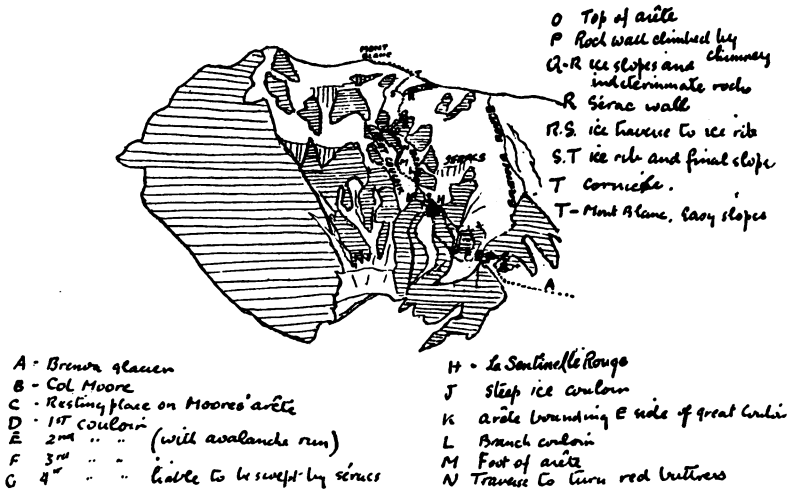 O Top of arête
P Rock wall climbed by chimney
Q-R ice slopes and indeterminate rocks
R Sérac wall
R.S. ice traverse to ice rib
S.T ice rib and final slope
T corniche.
T-Mont Blanc, easy slopes
MONT BLANC
T
SÉRACS
H
A
A - Brenva glacier
B - Col Moore
C - Resting place on Moore's arête
D - 1st couloir
E 2nd " " (with avalanche run)
F 3rd " "
G 4th " " liable to be swept by séracs
H - La Sentinelle Rouge
J Steep ice couloir
K arête bounding E side of great couloir
L Branch couloir
M Foot of arête
N Traverse to turn red buttress